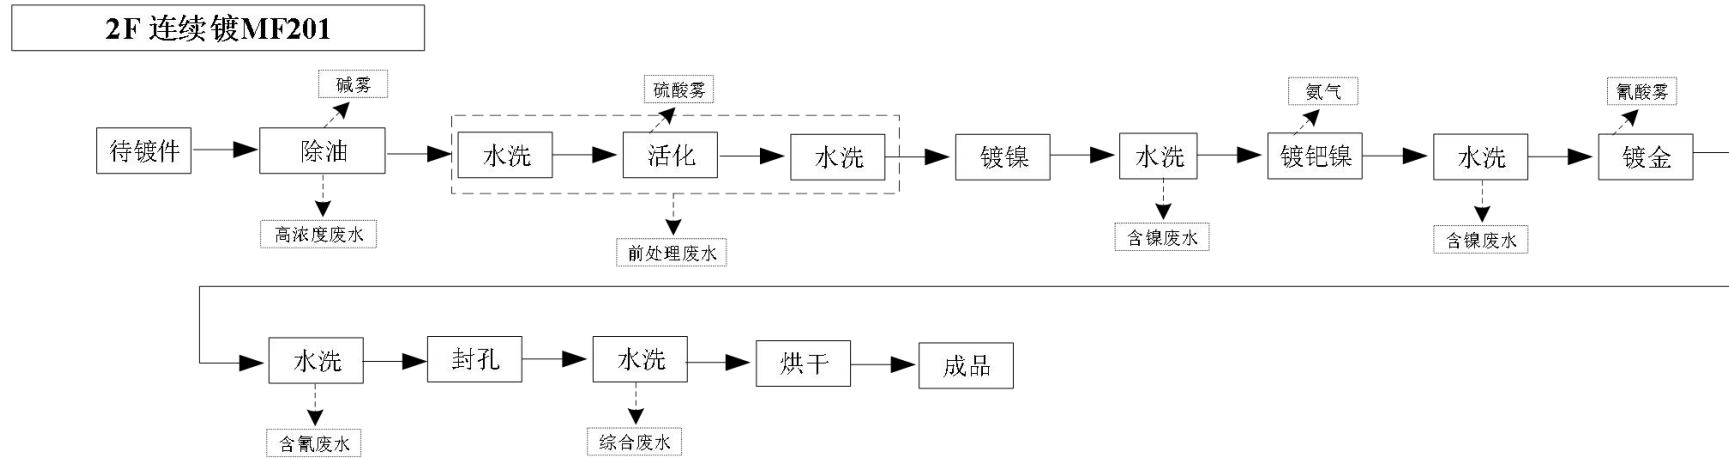 2F 连续镀MF201
碱雾
硫酸雾
氨气
氰酸雾
待镀件
除油
水洗
活化
水洗
镀镍
水洗
镀钯镍
水洗
镀金
高浓度废水
前处理废水
含镍废水
含镍废水
水洗
封孔
水洗
烘干
成品
含氰废水
综合废水